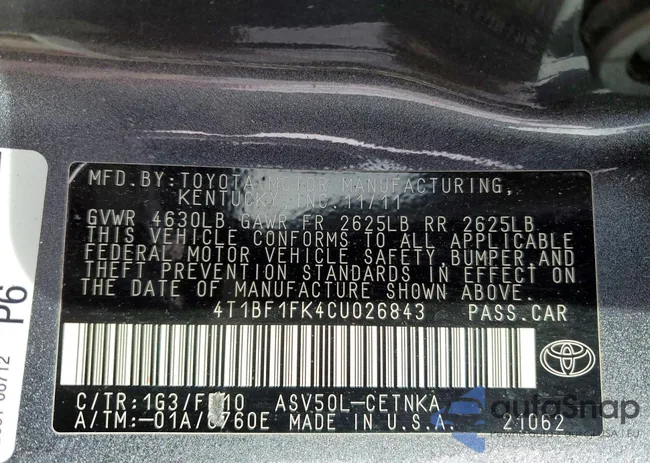 MFD.BY:TOYOTA MOTOR MANUFACTURING,
KENTUCKY, INC. 11/11
GVWR 4630LB GAWR FR 2625LB RR 2625LB
THIS VEHICLE CONFORMS TO ALL APPLICABLE
FEDERAL MOTOR VEHICLE SAFETY, BUMPER, AND
THEFT PREVENTION STANDARDS IN EFFECT ON
THE DATE OF MANUFACTURE SHOWN ABOVE.
4T1BF1FK4CU026843 PASS.CAR
C/TR:1G3/ ASV50L-CETNKA
A/TM:-01A/ MADE IN U.S.A. 21062
P6
autoSnap